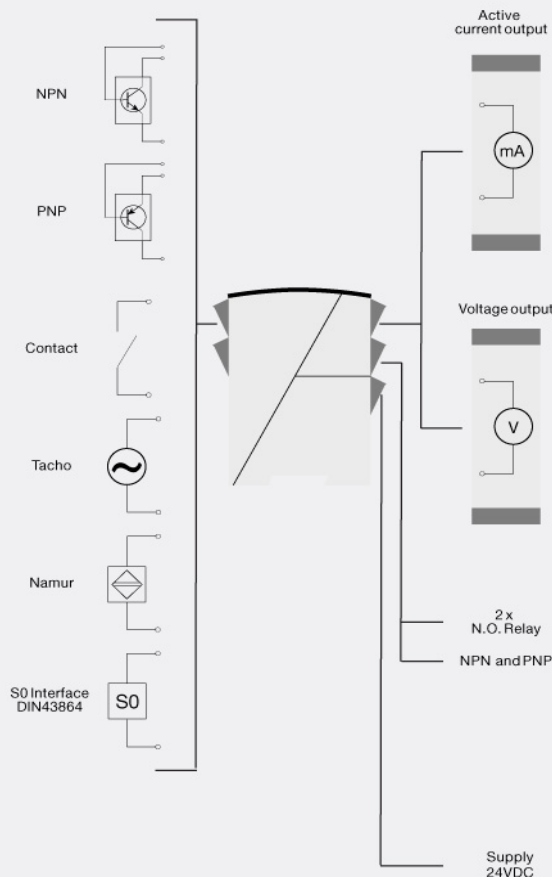 NPN
PNP
Contact
Tacho
Namur
S0 Interface
DIN43864
S0
Active
current output
mA
Voltage output
V
2 x
N.O. Relay
NPN and PNP
Supply
24VDC